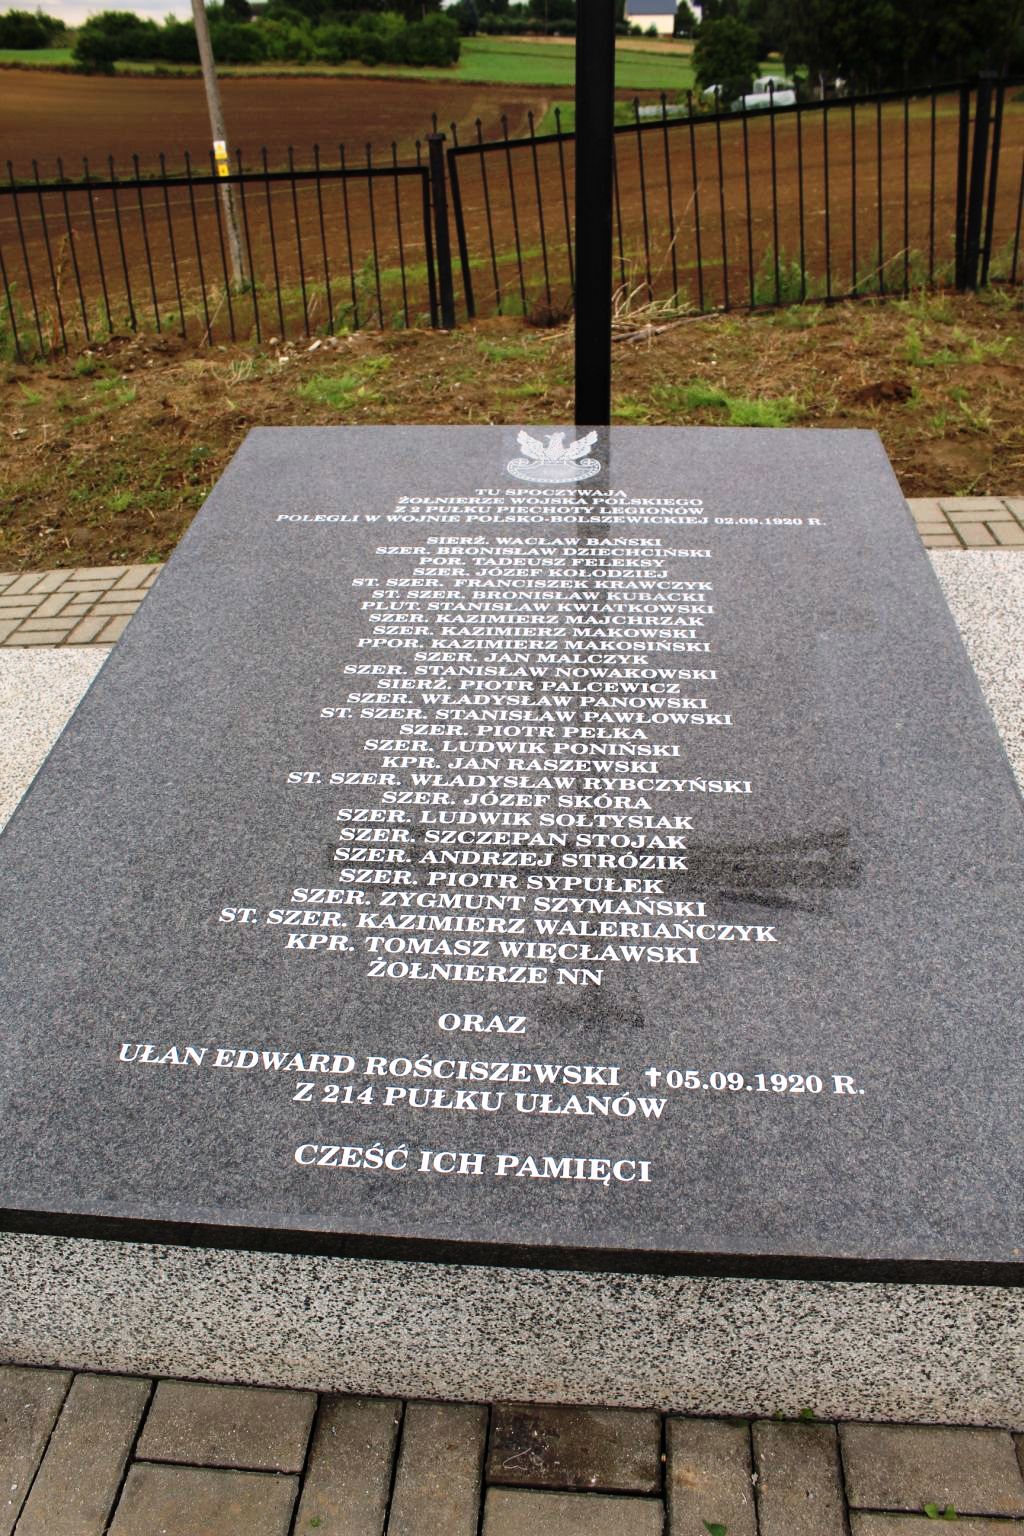 TU SPOCZYWAJĄ
ŻOŁNIERZE WOJSKA POLSKIEGO
Z 2 PUŁKU PIECHOTY LEGIONÓW
POLEGLI W WOJNIE POLSKO-BOLSZEWICKIEJ 02.09.1920 R.
SIERŻ. WACŁAW BAŃSKI
SZER. BRONISŁAW DZIECHCIŃSKI
POR. TADEUSZ FELEKSY
SZER. JÓZEF KOŁODZIEJ
ST. SZER. FRANCISZEK KRAWCZYK
ST. SZER. BRONISŁAW KUBACKI
PLUT. STANISŁAW KWIATKOWSKI
SZER. KAZIMIERZ MAJCHRZAK
SZER. KAZIMIERZ MAKOWSKI
PPOR. KAZIMIERZ MAKOSIŃSKI
SZER. JAN MALCZYK
SZER. STANISŁAW NOWAKOWSKI
SIERŻ. PIOTR PALCEWICZ
SZER. WŁADYSŁAW PANOWSKI
ST. SZER. STANISŁAW PAWŁOWSKI
SZER. PIOTR PEŁKA
SZER. LUDWIK PONIŃSKI
KPR. JAN RASZEWSKI
ST. SZER. WŁADYSŁAW RYBCZYŃSKI
SZER. JÓZEF SKÓRA
SZER. LUDWIK SOŁTYSIAK
SZER. SZCZEPAN STOJAK
SZER. ANDRZEJ STRÓZIK
SZER. PIOTR SYPUŁEK
SZER. ZYGMUNT SZYMAŃSKI
ST. SZER. KAZIMIERZ WALERIAŃCZYK
KPR. TOMASZ WIĘCŁAWSKI
ŻOŁNIERZE NN
ORAZ
UŁAN EDWARD ROŚCISZEWSKI ✝05.09.1920 R.
Z 214 PUŁKU UŁANÓW
CZEŚĆ ICH PAMIĘCI